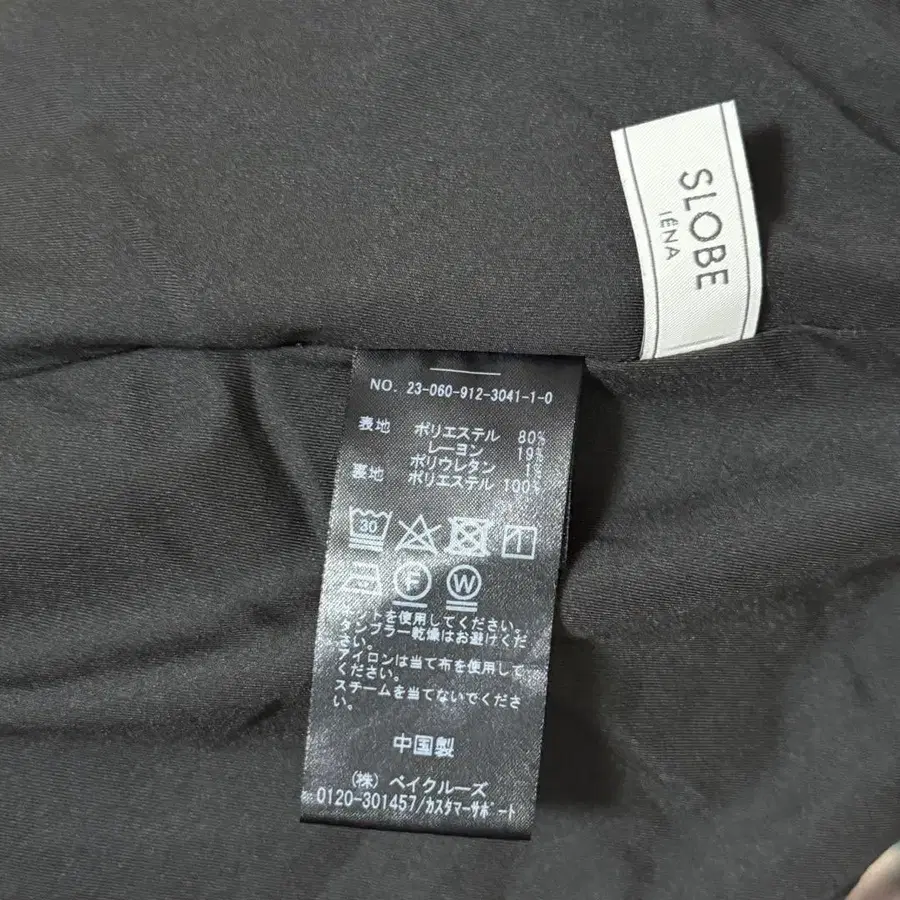 SLOBE
IÉNA
NO. 23-060-912-3041-1-0
表地 ポリエステル 80%
レーヨン 19%
ポリウレタン 1%
裏地 ポリエステル 100%
30
F W
ネットを使用してください。
タンブラー乾燥はお避けくだ
さい。
アイロンは当て布を使用して
ください。
スチームを当てないでくださ
い。
中国製
(株) ベイクルーズ
0120-301457/カスタマーサポート